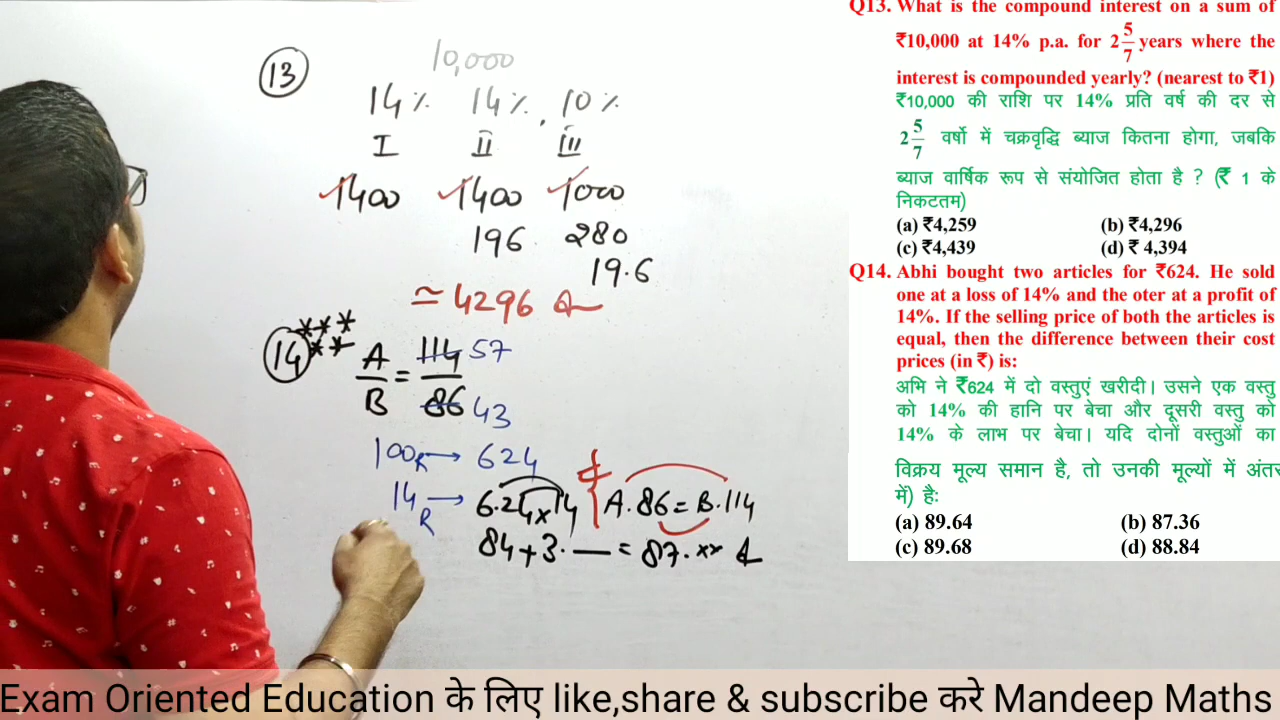 13
10,000
14% 14% , 10%
I II III
1400 1400 1000
196 280
19.6
≃ 4296
14 *****
A/B = 114/86 57/43
100R → 624
14R → 6.24×14
A.86 = B.114
84+3.— = 87.××
Q13. What is the compound interest on a sum of
₹10,000 at 14% p.a. for 2 5/7 years where the
interest is compounded yearly? (nearest to ₹1)
₹10,000 की राशि पर 14% प्रति वर्ष की दर से
2 5/7 वर्षो में चक्रवृद्धि ब्याज कितना होगा, जबकि
ब्याज वार्षिक रूप से संयोजित होता है ? (₹ 1 के
निकटतम)
(a) ₹4,259 (b) ₹4,296
(c) ₹4,439 (d) ₹ 4,394
Q14. Abhi bought two articles for ₹624. He sold
one at a loss of 14% and the oter at a profit of
14%. If the selling price of both the articles is
equal, then the difference between their cost
prices (in ₹) is:
अभि ने ₹624 में दो वस्तुएं खरीदी। उसने एक वस्तु
को 14% की हानि पर बेचा और दूसरी वस्तु को
14% के लाभ पर बेचा। यदि दोनों वस्तुओं का
विक्रय मूल्य समान है, तो उनकी मूल्यों में अंतर
में) हैः
(a) 89.64 (b) 87.36
(c) 89.68 (d) 88.84
Exam Oriented Education के लिए like,share & subscribe करे Mandeep Maths